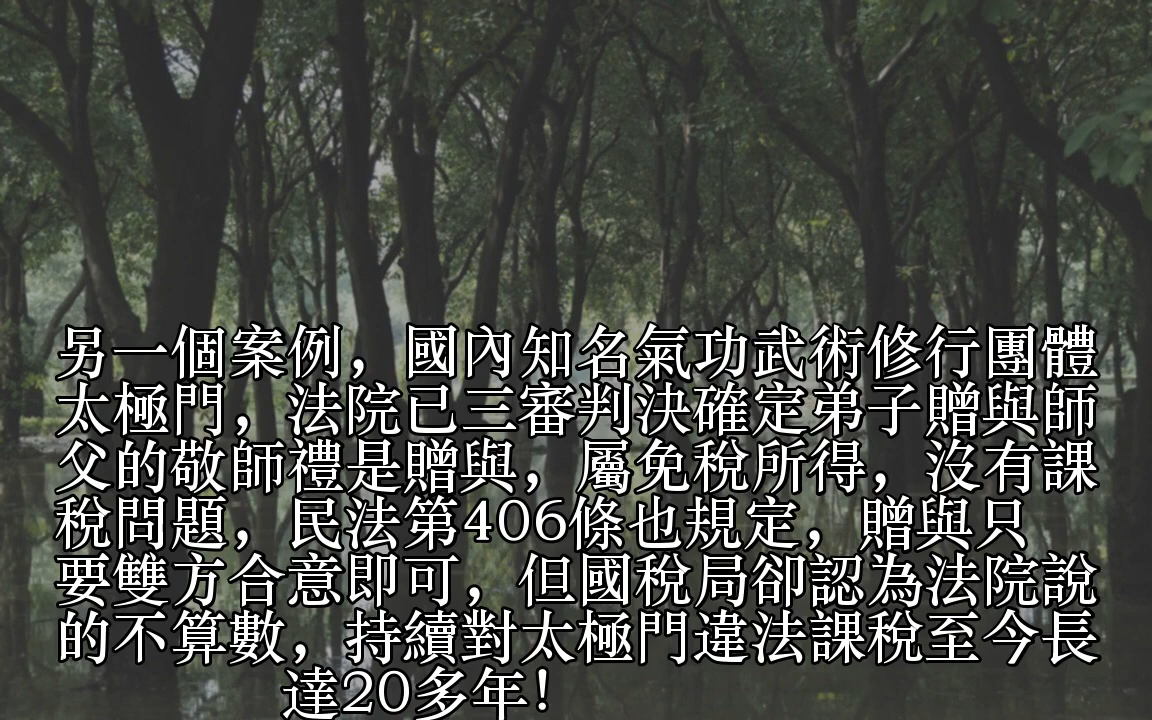 另一個案例，國內知名氣功武術修行團體
太極門，法院已三審判決確定弟子贈與師
父的敬師禮是贈與，屬免稅所得，沒有課
稅問題，民法第406條也規定，贈與只
要雙方合意即可，但國稅局卻認為法院說
的不算數，持續對太極門違法課稅至今長
達20多年！